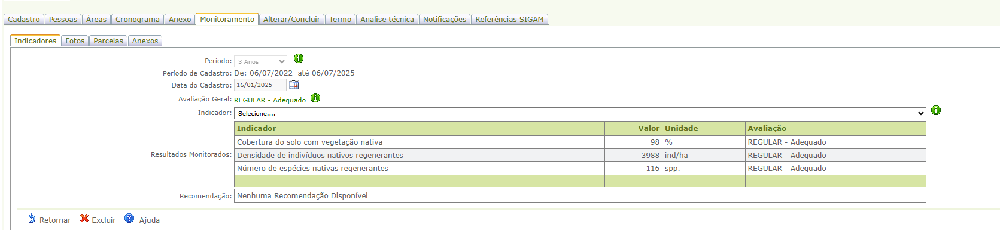 Cadastro Pessoas Áreas Cronograma Anexo Monitoramento Alterar/Concluir Termo Analise técnica Notificações Referências SIGAM
Indicadores Fotos Parcelas Anexos
Período: 3 Anos
Período de Cadastro: De: 06/07/2022 até 06/07/2025
Data do Cadastro: 16/01/2025
Avaliação Geral: REGULAR - Adequado
Indicador: Selecione....
Indicador Valor Unidade Avaliação
Cobertura do solo com vegetação nativa 98 % REGULAR - Adequado
Resultados Monitorados: Densidade de indivíduos nativos regenerantes 3988 ind/ha REGULAR - Adequado
Número de espécies nativas regenerantes 116 spp. REGULAR - Adequado
Recomendação: Nenhuma Recomendação Disponível
Retornar Excluir Ajuda